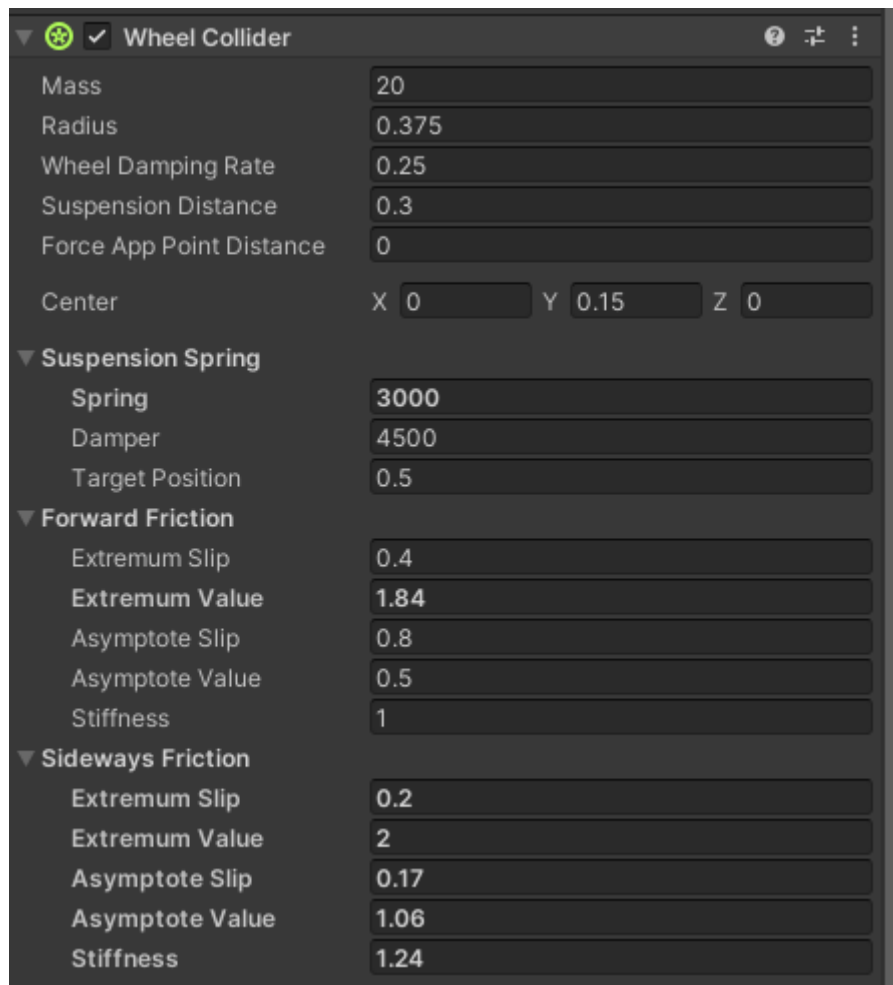 Wheel Collider
Mass 20
Radius 0.375
Wheel Damping Rate 0.25
Suspension Distance 0.3
Force App Point Distance 0
Center X 0 Y 0.15 Z 0
Suspension Spring
Spring 3000
Damper 4500
Target Position 0.5
Forward Friction
Extremum Slip 0.4
Extremum Value 1.84
Asymptote Slip 0.8
Asymptote Value 0.5
Stiffness 1
Sideways Friction
Extremum Slip 0.2
Extremum Value 2
Asymptote Slip 0.17
Asymptote Value 1.06
Stiffness 1.24